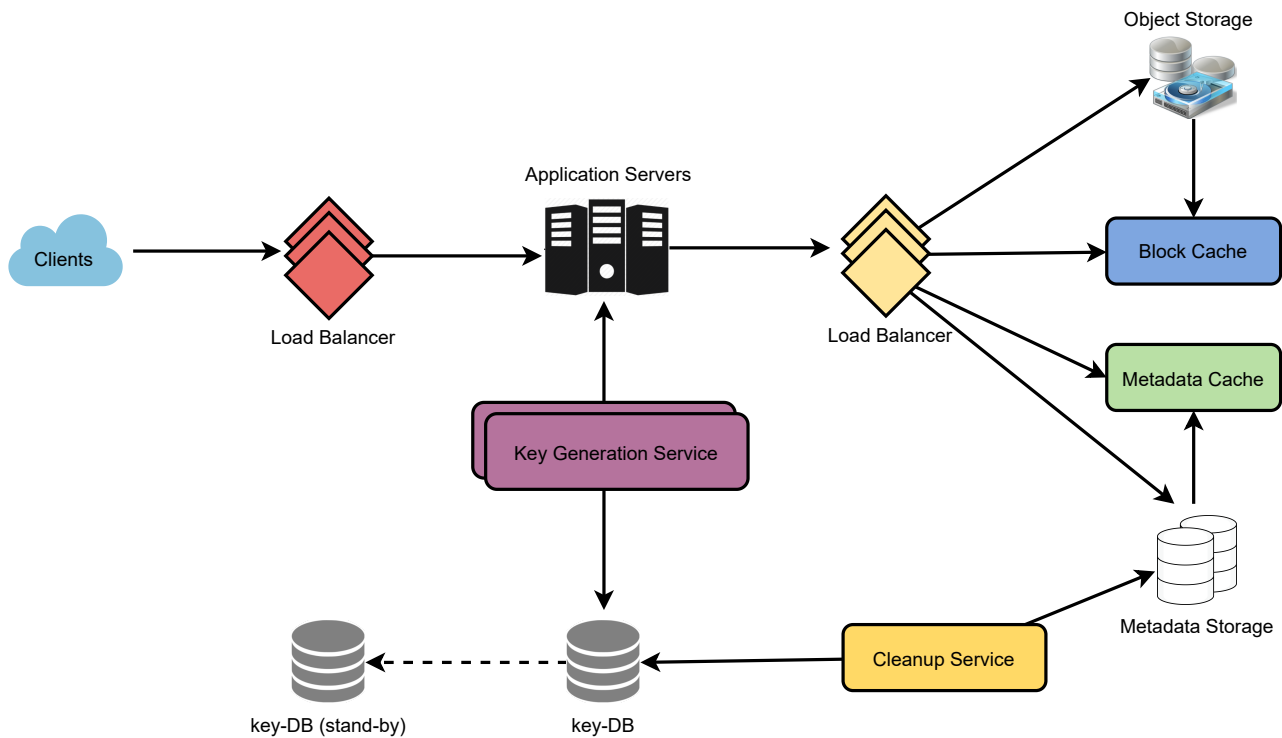 Object Storage
Application Servers
Clients
Block Cache
Load Balancer
Load Balancer
Metadata Cache
Key Generation Service
Metadata Storage
Cleanup Service
key-DB (stand-by)
key-DB